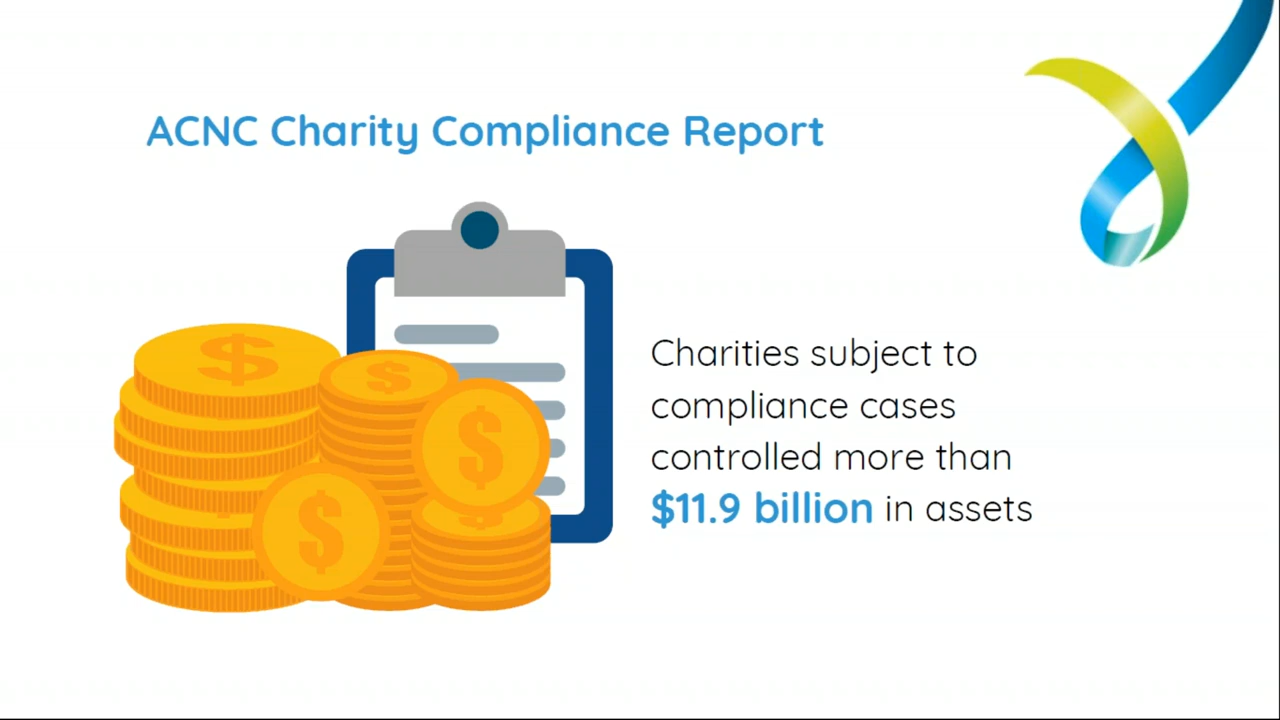 ACNC Charity Compliance Report
Charities subject to
compliance cases
controlled more than
$11.9 billion in assets
$
$
$
$
$